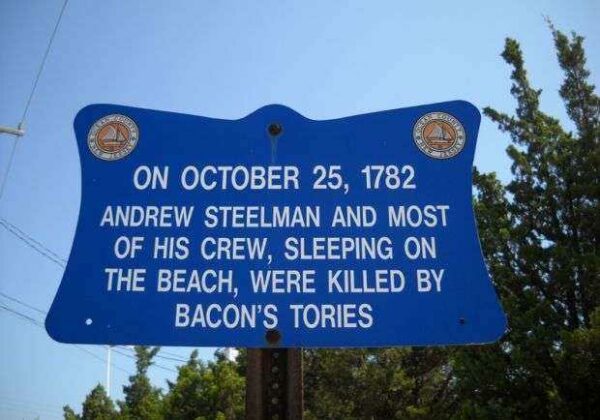 ON OCTOBER 25, 1782
ANDREW STEELMAN AND MOST
OF HIS CREW, SLEEPING ON
THE BEACH, WERE KILLED BY
BACON'S TORIES